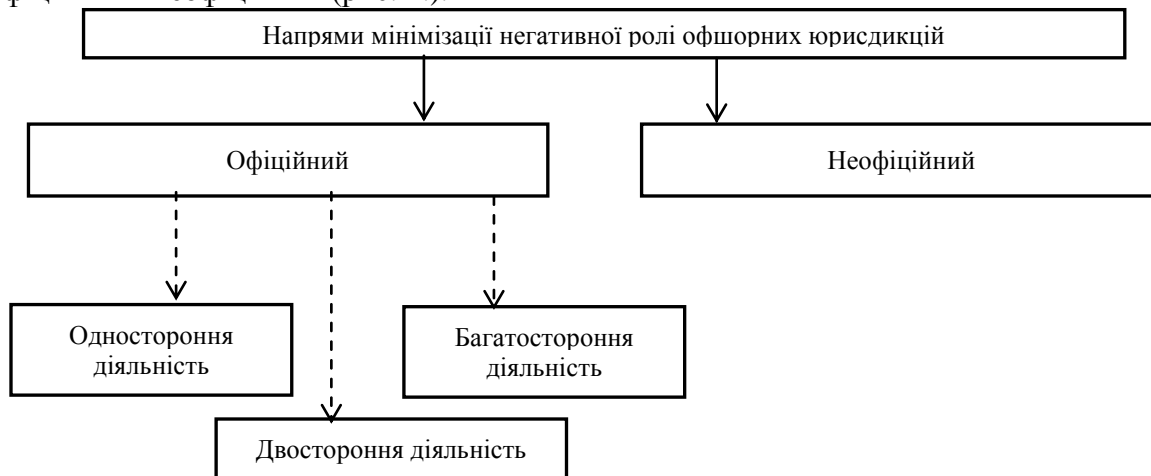 Напрями мінімізації негативної ролі офшорних юрисдикцій
Офіційний
Неофіційний
Одностороння
діяльність
Багатостороння
діяльність
Двостороння діяльність